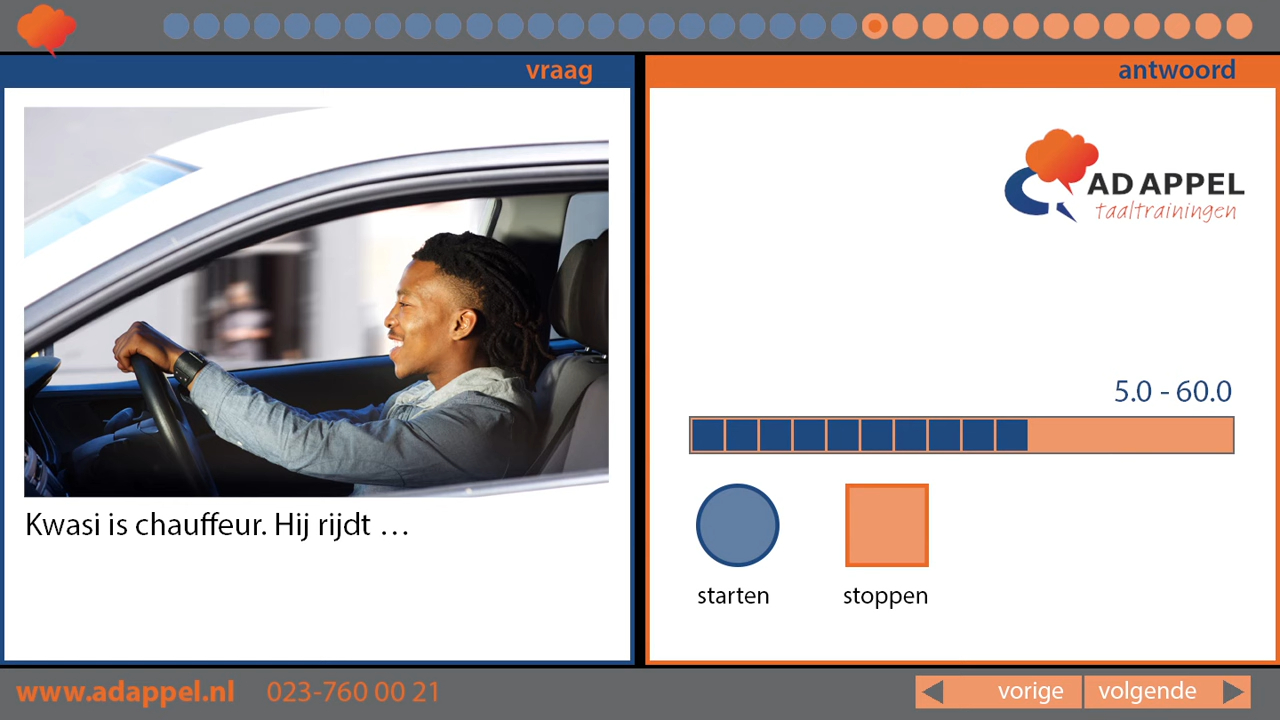 vraag
antwoord
AD APPEL
taaltrainingen
5.0 - 60.0
Kwasi is chauffeur. Hij rijdt …
starten
stoppen
www.adappel.nl
023-760 00 21
vorige
volgende